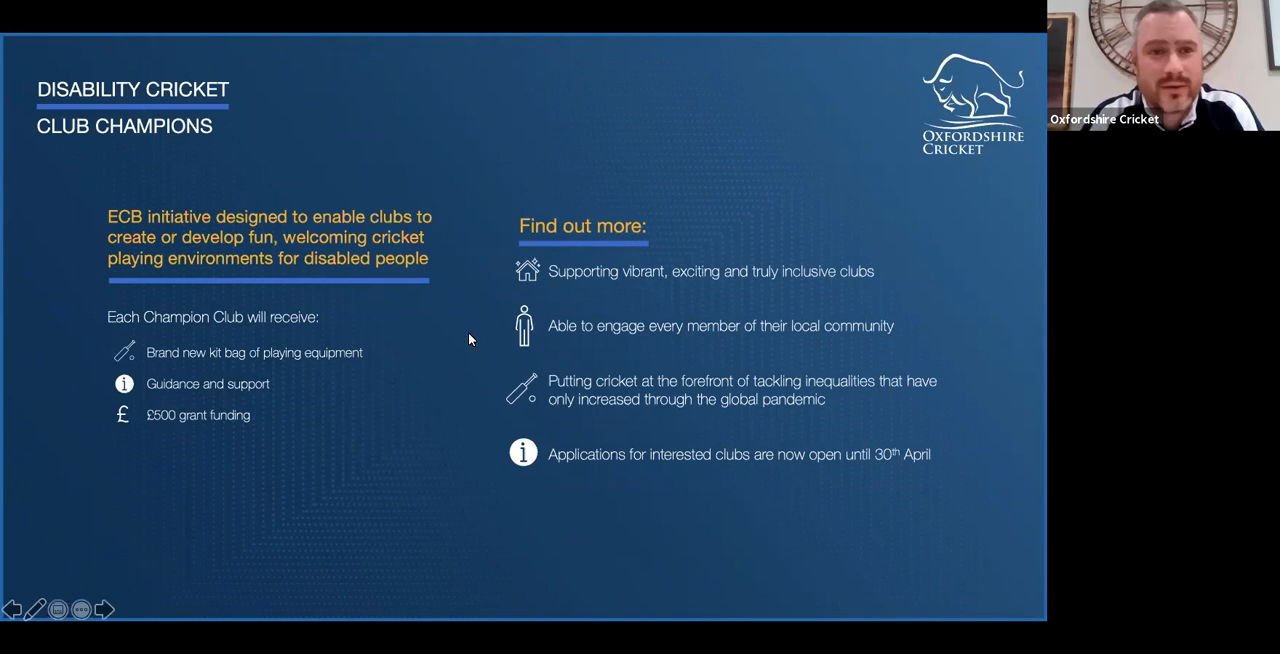 DISABILITY CRICKET
CLUB CHAMPIONS
OXFORDSHIRE
CRICKET
Oxfordshire Cricket
ECB initiative designed to enable clubs to
create or develop fun, welcoming cricket
playing environments for disabled people
Each Champion Club will receive:
Brand new kit bag of playing equipment
Guidance and support
£ £500 grant funding
Find out more:
Supporting vibrant, exciting and truly inclusive clubs
Able to engage every member of their local community
Putting cricket at the forefront of tackling inequalities that have
only increased through the global pandemic
Applications for interested clubs are now open until 30th April